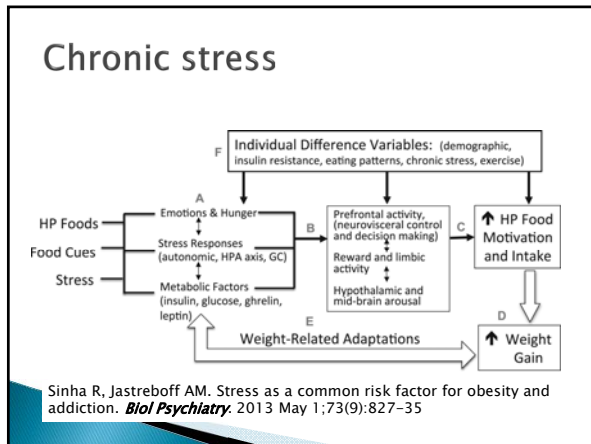 Chronic stress
F
Individual Difference Variables: (demographic,
insulin resistance, eating patterns, chronic stress, exercise)
A
HP Foods
Food Cues
Stress
Emotions & Hunger
Stress Responses
(autonomic, HPA axis, GC)
Metabolic Factors
(insulin, glucose, ghrelin,
leptin)
B
Prefrontal activity,
(neurovisceral control
and decision making)
Reward and limbic
activity
Hypothalamic and
mid-brain arousal
C
HP Food
Motivation
and Intake
D
Weight
Gain
E
Weight-Related Adaptations
Sinha R, Jastreboff AM. Stress as a common risk factor for obesity and
addiction. Biol Psychiatry. 2013 May 1;73(9):827-35